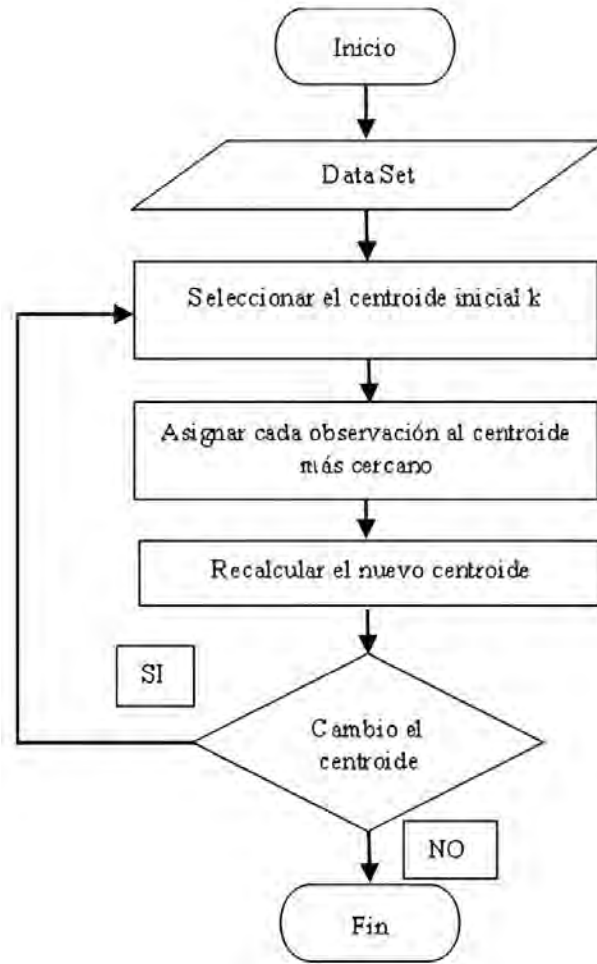 Inicio
Data Set
Seleccionar el centroide inicial k
Asignar cada observación al centroide
más cercano
Recalcular el nuevo centroide
SI
Cambio el
centroide
NO
Fin